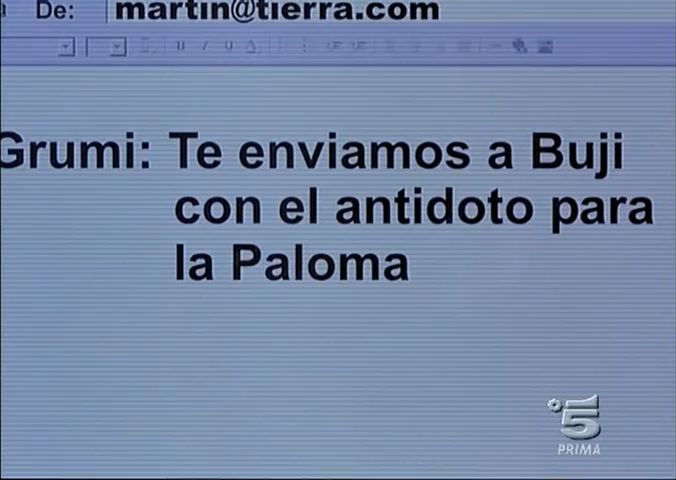 De: martin@tierra.com
Grumi: Te enviamos a Buji
con el antidoto para
la Paloma
5
PRIMA